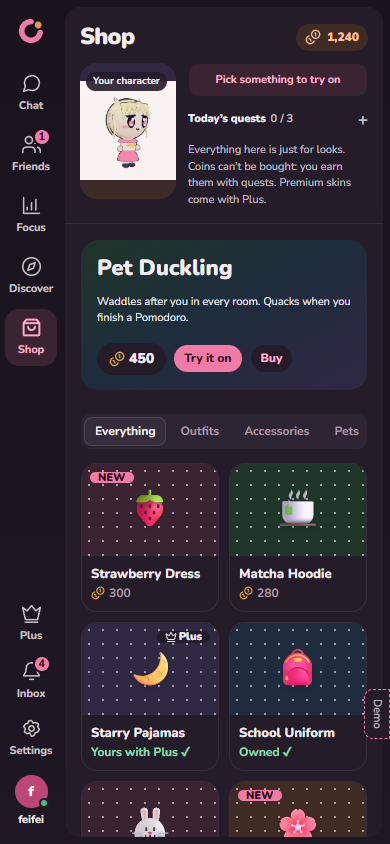 Shop
1,240
Your character
Pick something to try on
Today's quests 0 / 3
Everything here is just for looks.
Coins can't be bought: you earn
them with quests. Premium skins
come with Plus.
Chat
1
Friends
Focus
Discover
Shop
Plus
4
Inbox
Settings
f
feifei
Pet Duckling
Waddles after you in every room. Quacks when you
finish a Pomodoro.
450
Try it on
Buy
Everything
Outfits
Accessories
Pets
NEW
Strawberry Dress
300
Matcha Hoodie
280
Plus
Starry Pajamas
Yours with Plus ✓
School Uniform
Owned ✓
NEW
Demo